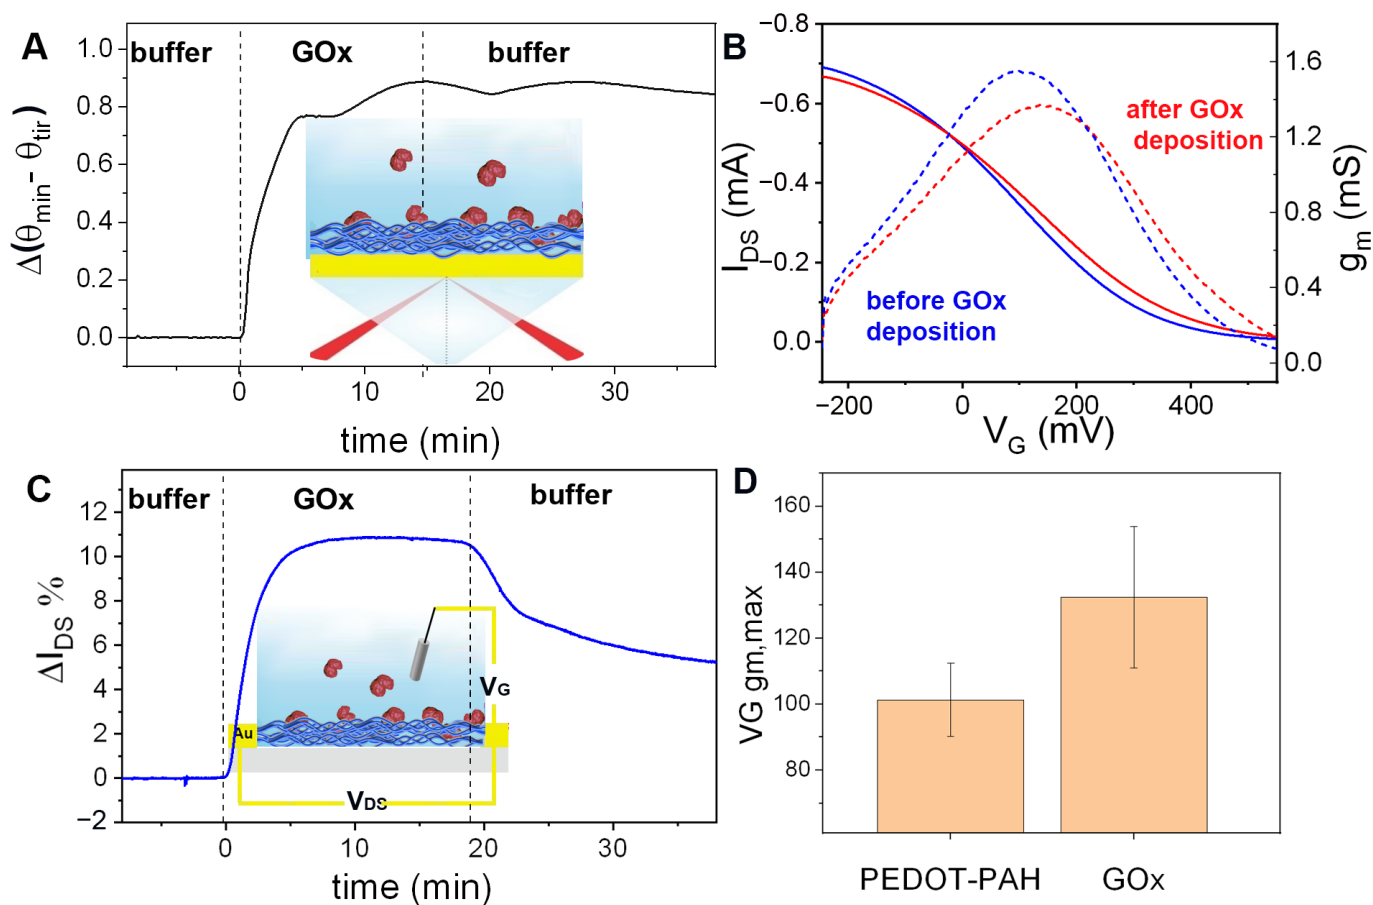 A
buffer
GOx
buffer
1.0
0.8
0.6
0.4
0.2
0.0
Δ(θmin- θtir)
0
10
20
30
time (min)
B
−0.8
−0.6
−0.4
−0.2
0.0
IDS (mA)
after GOx
deposition
before GOx
deposition
1.6
1.2
0.8
0.4
0.0
gm (mS)
−200
0
200
400
VG (mV)
C
buffer
GOx
buffer
12
10
8
6
4
2
0
−2
ΔIDS %
VG
Au
VDS
0
10
20
30
time (min)
D
160
140
120
100
80
VG gm,max
PEDOT-PAH
GOx